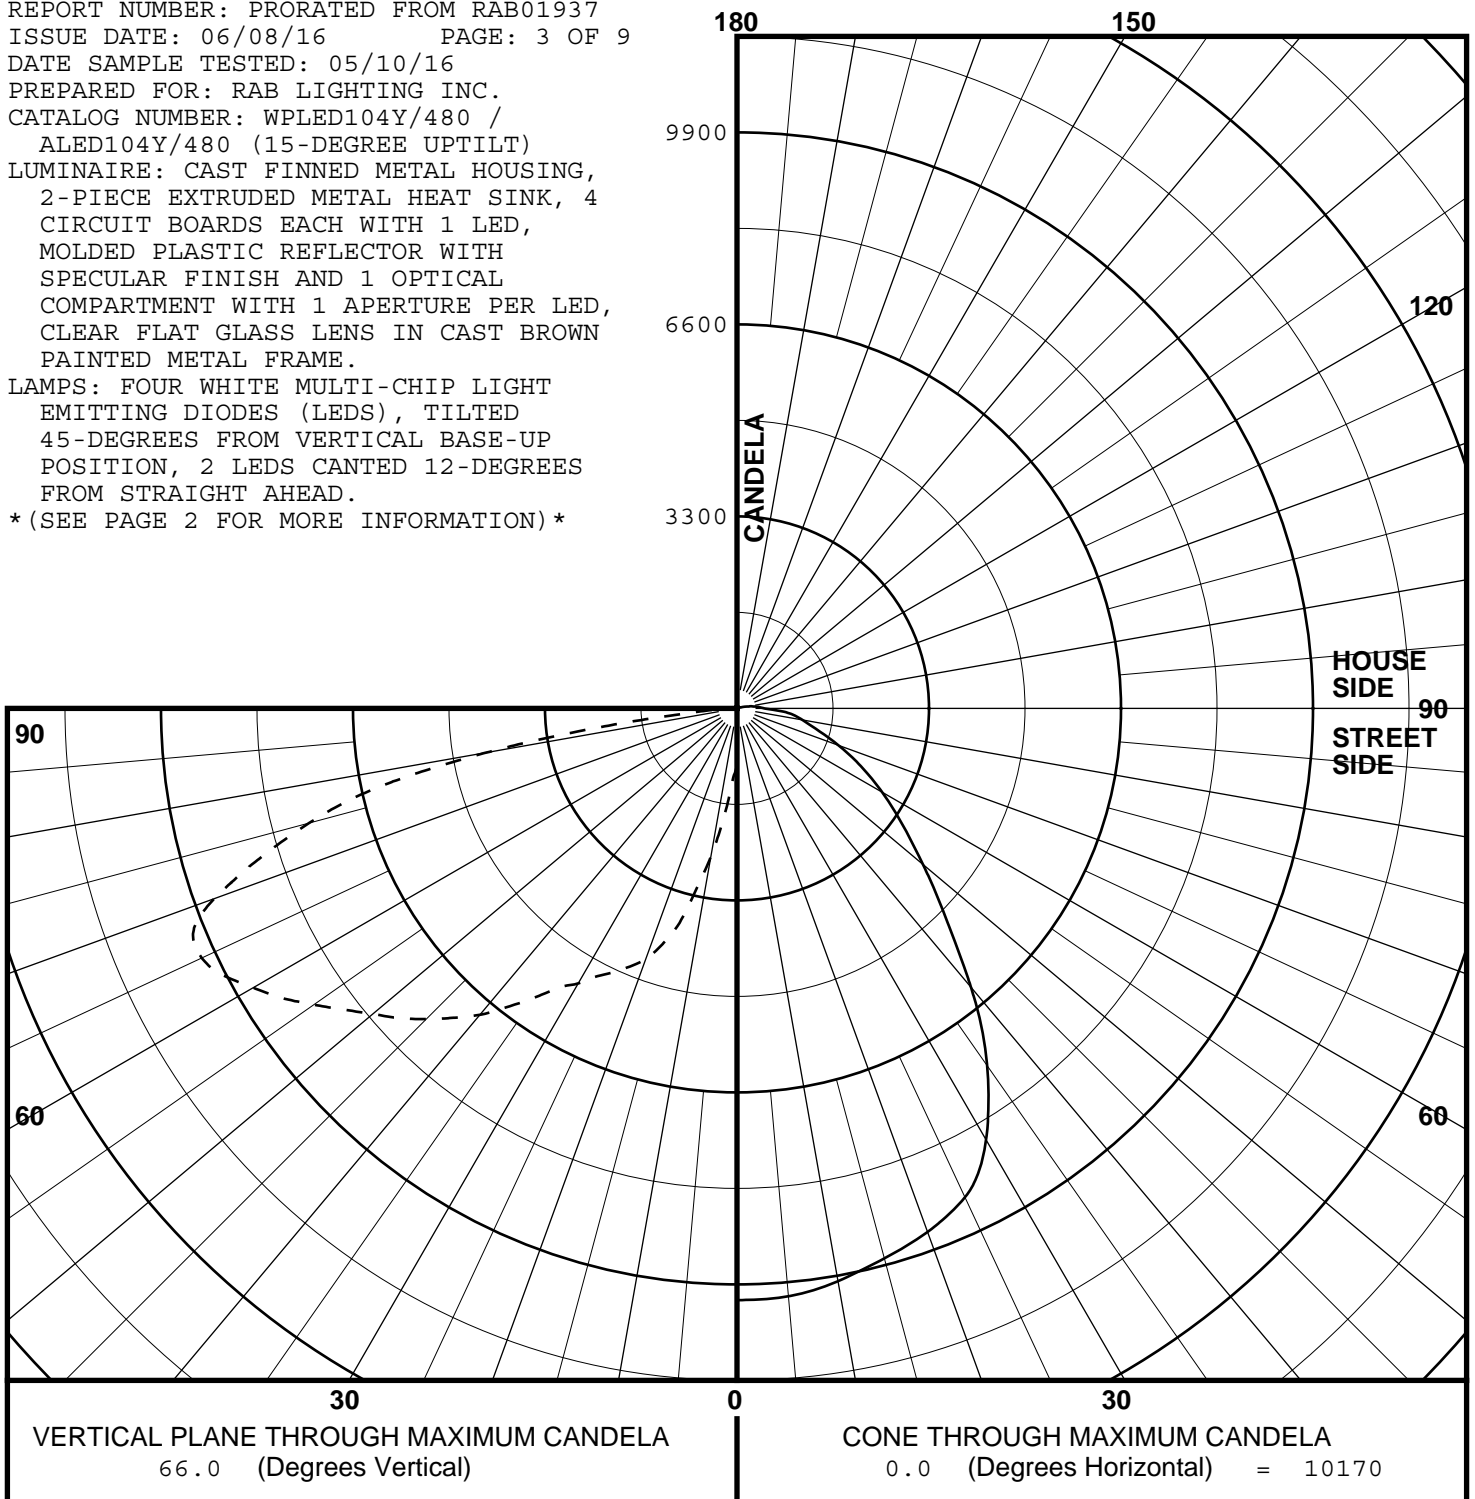 REPORT NUMBER: PRORATED FROM RAB01937
ISSUE DATE: 06/08/16 PAGE: 3 OF 9
DATE SAMPLE TESTED: 05/10/16
PREPARED FOR: RAB LIGHTING INC.
CATALOG NUMBER: WPLED104Y/480 /
ALED104Y/480 (15-DEGREE UPTILT)
LUMINAIRE: CAST FINNED METAL HOUSING,
2-PIECE EXTRUDED METAL HEAT SINK, 4
CIRCUIT BOARDS EACH WITH 1 LED,
MOLDED PLASTIC REFLECTOR WITH
SPECULAR FINISH AND 1 OPTICAL
COMPARTMENT WITH 1 APERTURE PER LED,
CLEAR FLAT GLASS LENS IN CAST BROWN
PAINTED METAL FRAME.
LAMPS: FOUR WHITE MULTI-CHIP LIGHT
EMITTING DIODES (LEDS), TILTED
45-DEGREES FROM VERTICAL BASE-UP
POSITION, 2 LEDS CANTED 12-DEGREES
FROM STRAIGHT AHEAD.
*(SEE PAGE 2 FOR MORE INFORMATION)*
180
150
9900
120
6600
CANDELA
3300
HOUSE
SIDE
90
90
STREET
SIDE
60
60
30
0
30
VERTICAL PLANE THROUGH MAXIMUM CANDELA
66.0 (Degrees Vertical)
CONE THROUGH MAXIMUM CANDELA
0.0 (Degrees Horizontal) = 10170